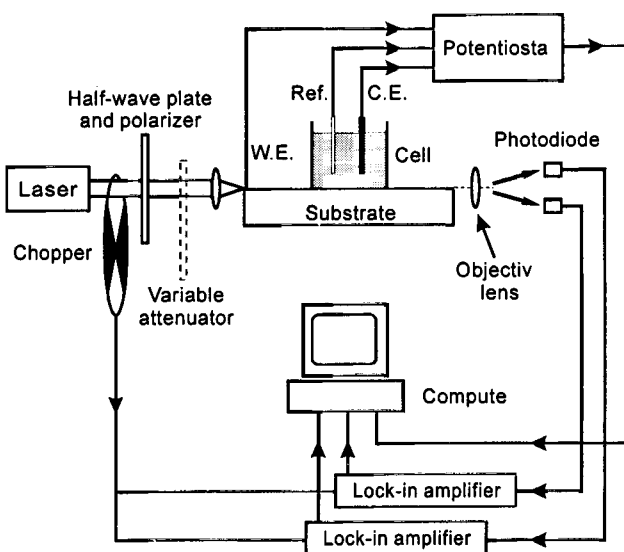 Potentiosta
Half-wave plate
and polarizer
Ref.
C.E.
W.E.
Cell
Photodiode
Laser
Substrate
Chopper
Variable
attenuator
Objectiv
lens
Compute
Lock-in amplifier
Lock-in amplifier